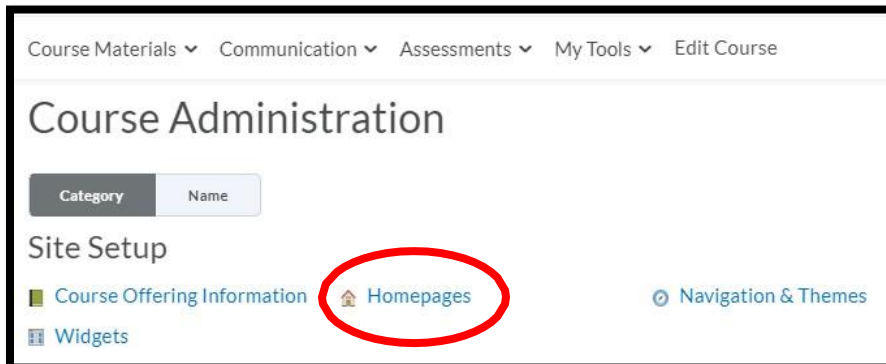 Course Materials Communication Assessments My Tools Edit Course
Course Administration
Category Name
Site Setup
Course Offering Information Homepages Navigation & Themes
Widgets